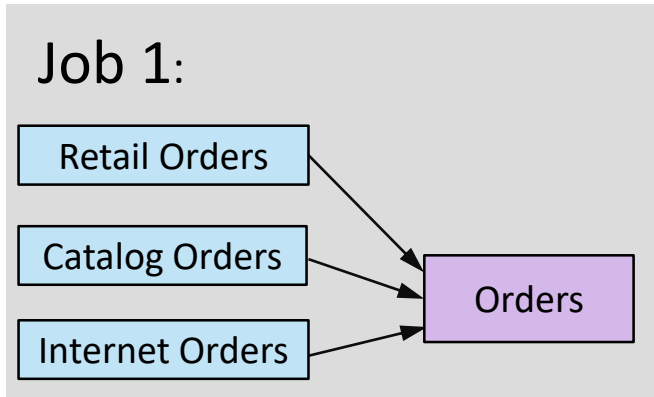 Job 1:
Retail Orders
Catalog Orders
Internet Orders
Orders